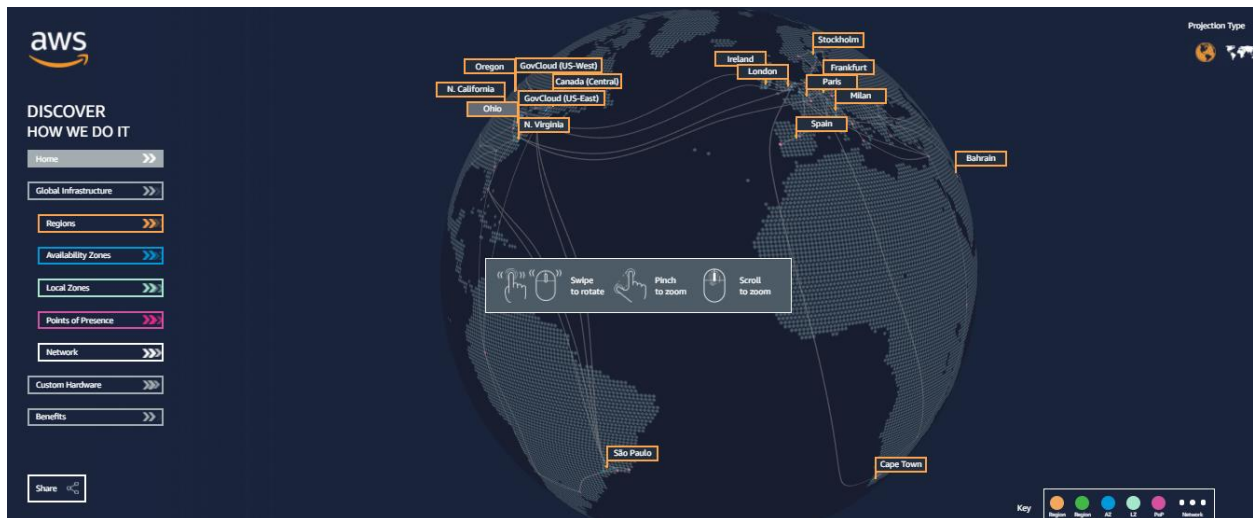 aws
DISCOVER
HOW WE DO IT
Home
Global Infrastructure
Regions
Availability Zones
Local Zones
Points of Presence
Network
Custom Hardware
Benefits
Share
Projection Type
Stockholm
Ireland
London
Frankfurt
Paris
Milan
Spain
Bahrain
Oregon
GovCloud (US-West)
Canada (Central)
N. California
GovCloud (US-East)
Ohio
N. Virginia
Swipe
to rotate
Pinch
to zoom
Scroll
to zoom
São Paulo
Cape Town
Key
Region
Region
AZ
LZ
PoP
Network